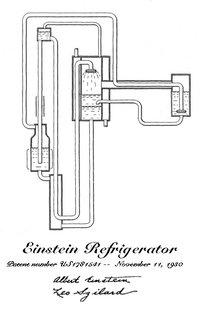 Einstein Refrigerator
Patent number US1781541 -- November 11, 1930
Albert Einstein
Leo Szilard